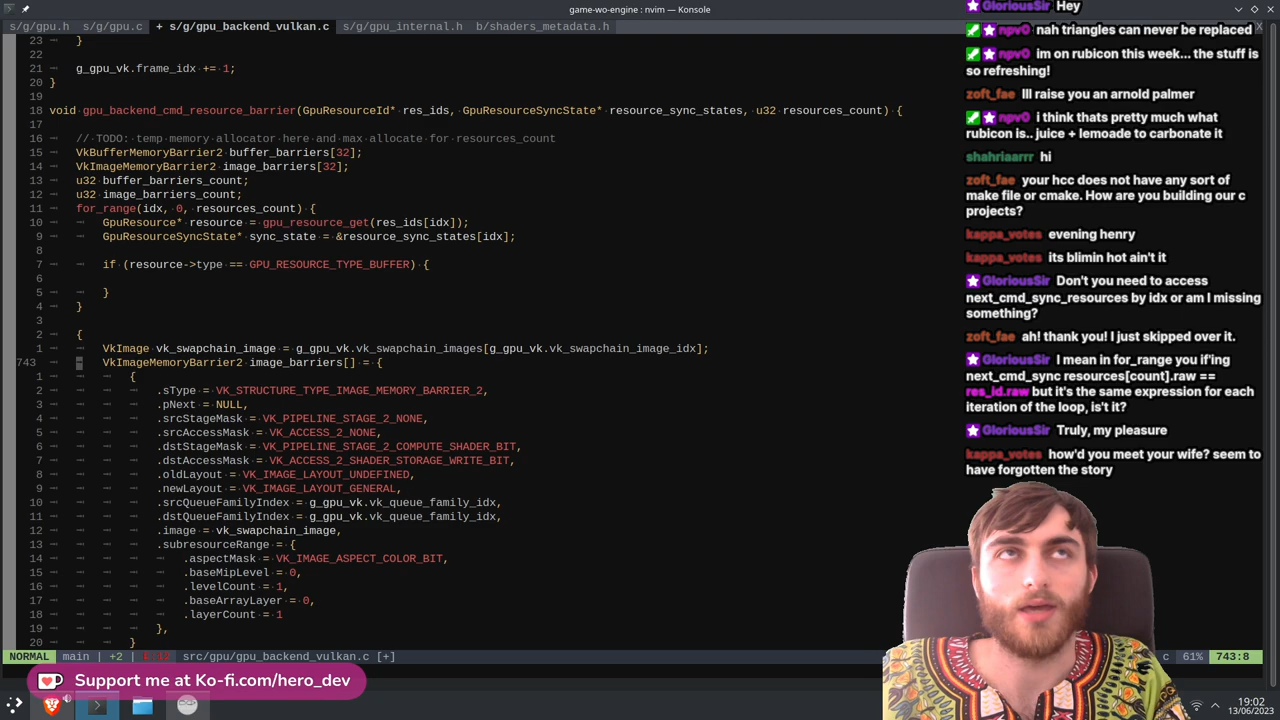 game-wo-engine : nvim — Konsole
s/g/gpu.h s/g/gpu.c + s/g/gpu_backend_vulkan.c s/g/gpu_internal.h b/shaders_metadata.h
23 }
22
21 g_gpu_vk.frame_idx += 1;
20 }
19
18 void gpu_backend_cmd_resource_barrier(GpuResourceId* res_ids, GpuResourceSyncState* resource_sync_states, u32 resources_count) {
17
16 // TODO: temp memory allocator here and max allocate for resources_count
15 VkBufferMemoryBarrier2 buffer_barriers[32];
14 VkImageMemoryBarrier2 image_barriers[32];
13 u32 buffer_barriers_count;
12 u32 image_barriers_count;
11 for_range(idx, 0, resources_count) {
10 GpuResource* resource = gpu_resource_get(res_ids[idx]);
9 GpuResourceSyncState* sync_state = &resource_sync_states[idx];
8
7 if (resource->type == GPU_RESOURCE_TYPE_BUFFER) {
6
5 }
4 }
3
2 {
1 VkImage vk_swapchain_image = g_gpu_vk.vk_swapchain_images[g_gpu_vk.vk_swapchain_image_idx];
743 VkImageMemoryBarrier2 image_barriers[] = {
1 {
2 .sType = VK_STRUCTURE_TYPE_IMAGE_MEMORY_BARRIER_2,
3 .pNext = NULL,
4 .srcStageMask = VK_PIPELINE_STAGE_2_NONE,
5 .srcAccessMask = VK_ACCESS_2_NONE,
6 .dstStageMask = VK_PIPELINE_STAGE_2_COMPUTE_SHADER_BIT,
7 .dstAccessMask = VK_ACCESS_2_SHADER_STORAGE_WRITE_BIT,
8 .oldLayout = VK_IMAGE_LAYOUT_UNDEFINED,
9 .newLayout = VK_IMAGE_LAYOUT_GENERAL,
10 .srcQueueFamilyIndex = g_gpu_vk.vk_queue_family_idx,
11 .dstQueueFamilyIndex = g_gpu_vk.vk_queue_family_idx,
12 .image = vk_swapchain_image,
13 .subresourceRange = {
14 .aspectMask = VK_IMAGE_ASPECT_COLOR_BIT,
15 .baseMipLevel = 0,
16 .levelCount = 1,
17 .baseArrayLayer = 0,
18 .layerCount = 1
19 },
20 }
NORMAL main | +2 | src/gpu/gpu_backend_vulkan.c [+] c 61% 743:8
Support me at Ko-fi.com/hero_dev
19:02
13/06/2023
GloriousSir Hey
npv0 nah triangles can never be replaced
npv0 im on rubicon this week... the stuff is
so refreshing!
zoft_fae Ill raise you an arnold palmer
npv0 i think thats pretty much what
rubicon is.. juice + lemoade to carbonate it
shahriaarrr hi
zoft_fae your hcc does not have any sort of
make file or cmake. How are you building our c
projects?
kappa_votes evening henry
kappa_votes its blimin hot ain't it
GloriousSir Don't you need to access
next_cmd_sync_resources by idx or am I missing
something?
zoft_fae ah! thank you! I just skipped over it.
GloriousSir I mean in for_range you if'ing
next_cmd_sync resources[count].raw ==
res_id.raw but it's the same expression for each
iteration of the loop, is't it?
GloriousSir Truly, my pleasure
kappa_votes how'd you meet your wife? seem to
have forgotten the story